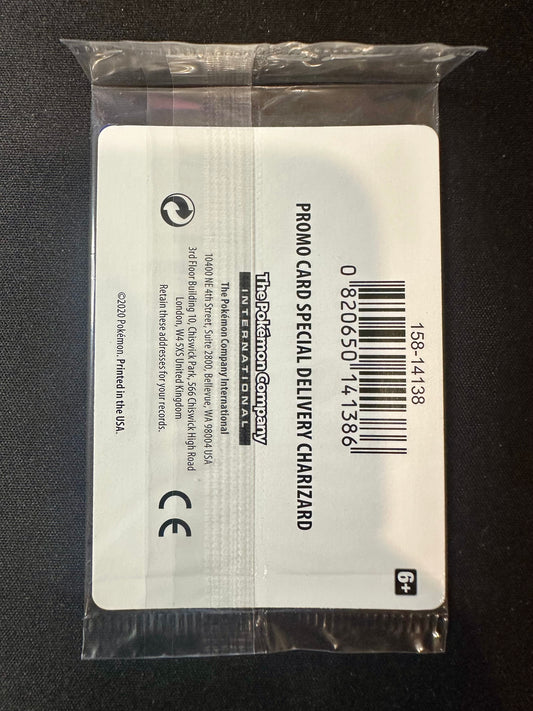 158-14138
0 820650 141386
6+
PROMO CARD SPECIAL DELIVERY CHARIZARD
The Pokémon Company
INTERNATIONAL
The Pokémon Company International
10400 NE 4th Street, Suite 2800, Bellevue, WA 98004 USA
3rd Floor Building 10, Chiswick Park, 566 Chiswick High Road
London, W4 5XS United Kingdom
Retain these addresses for your records.
CE
©2020 Pokémon. Printed in the USA.